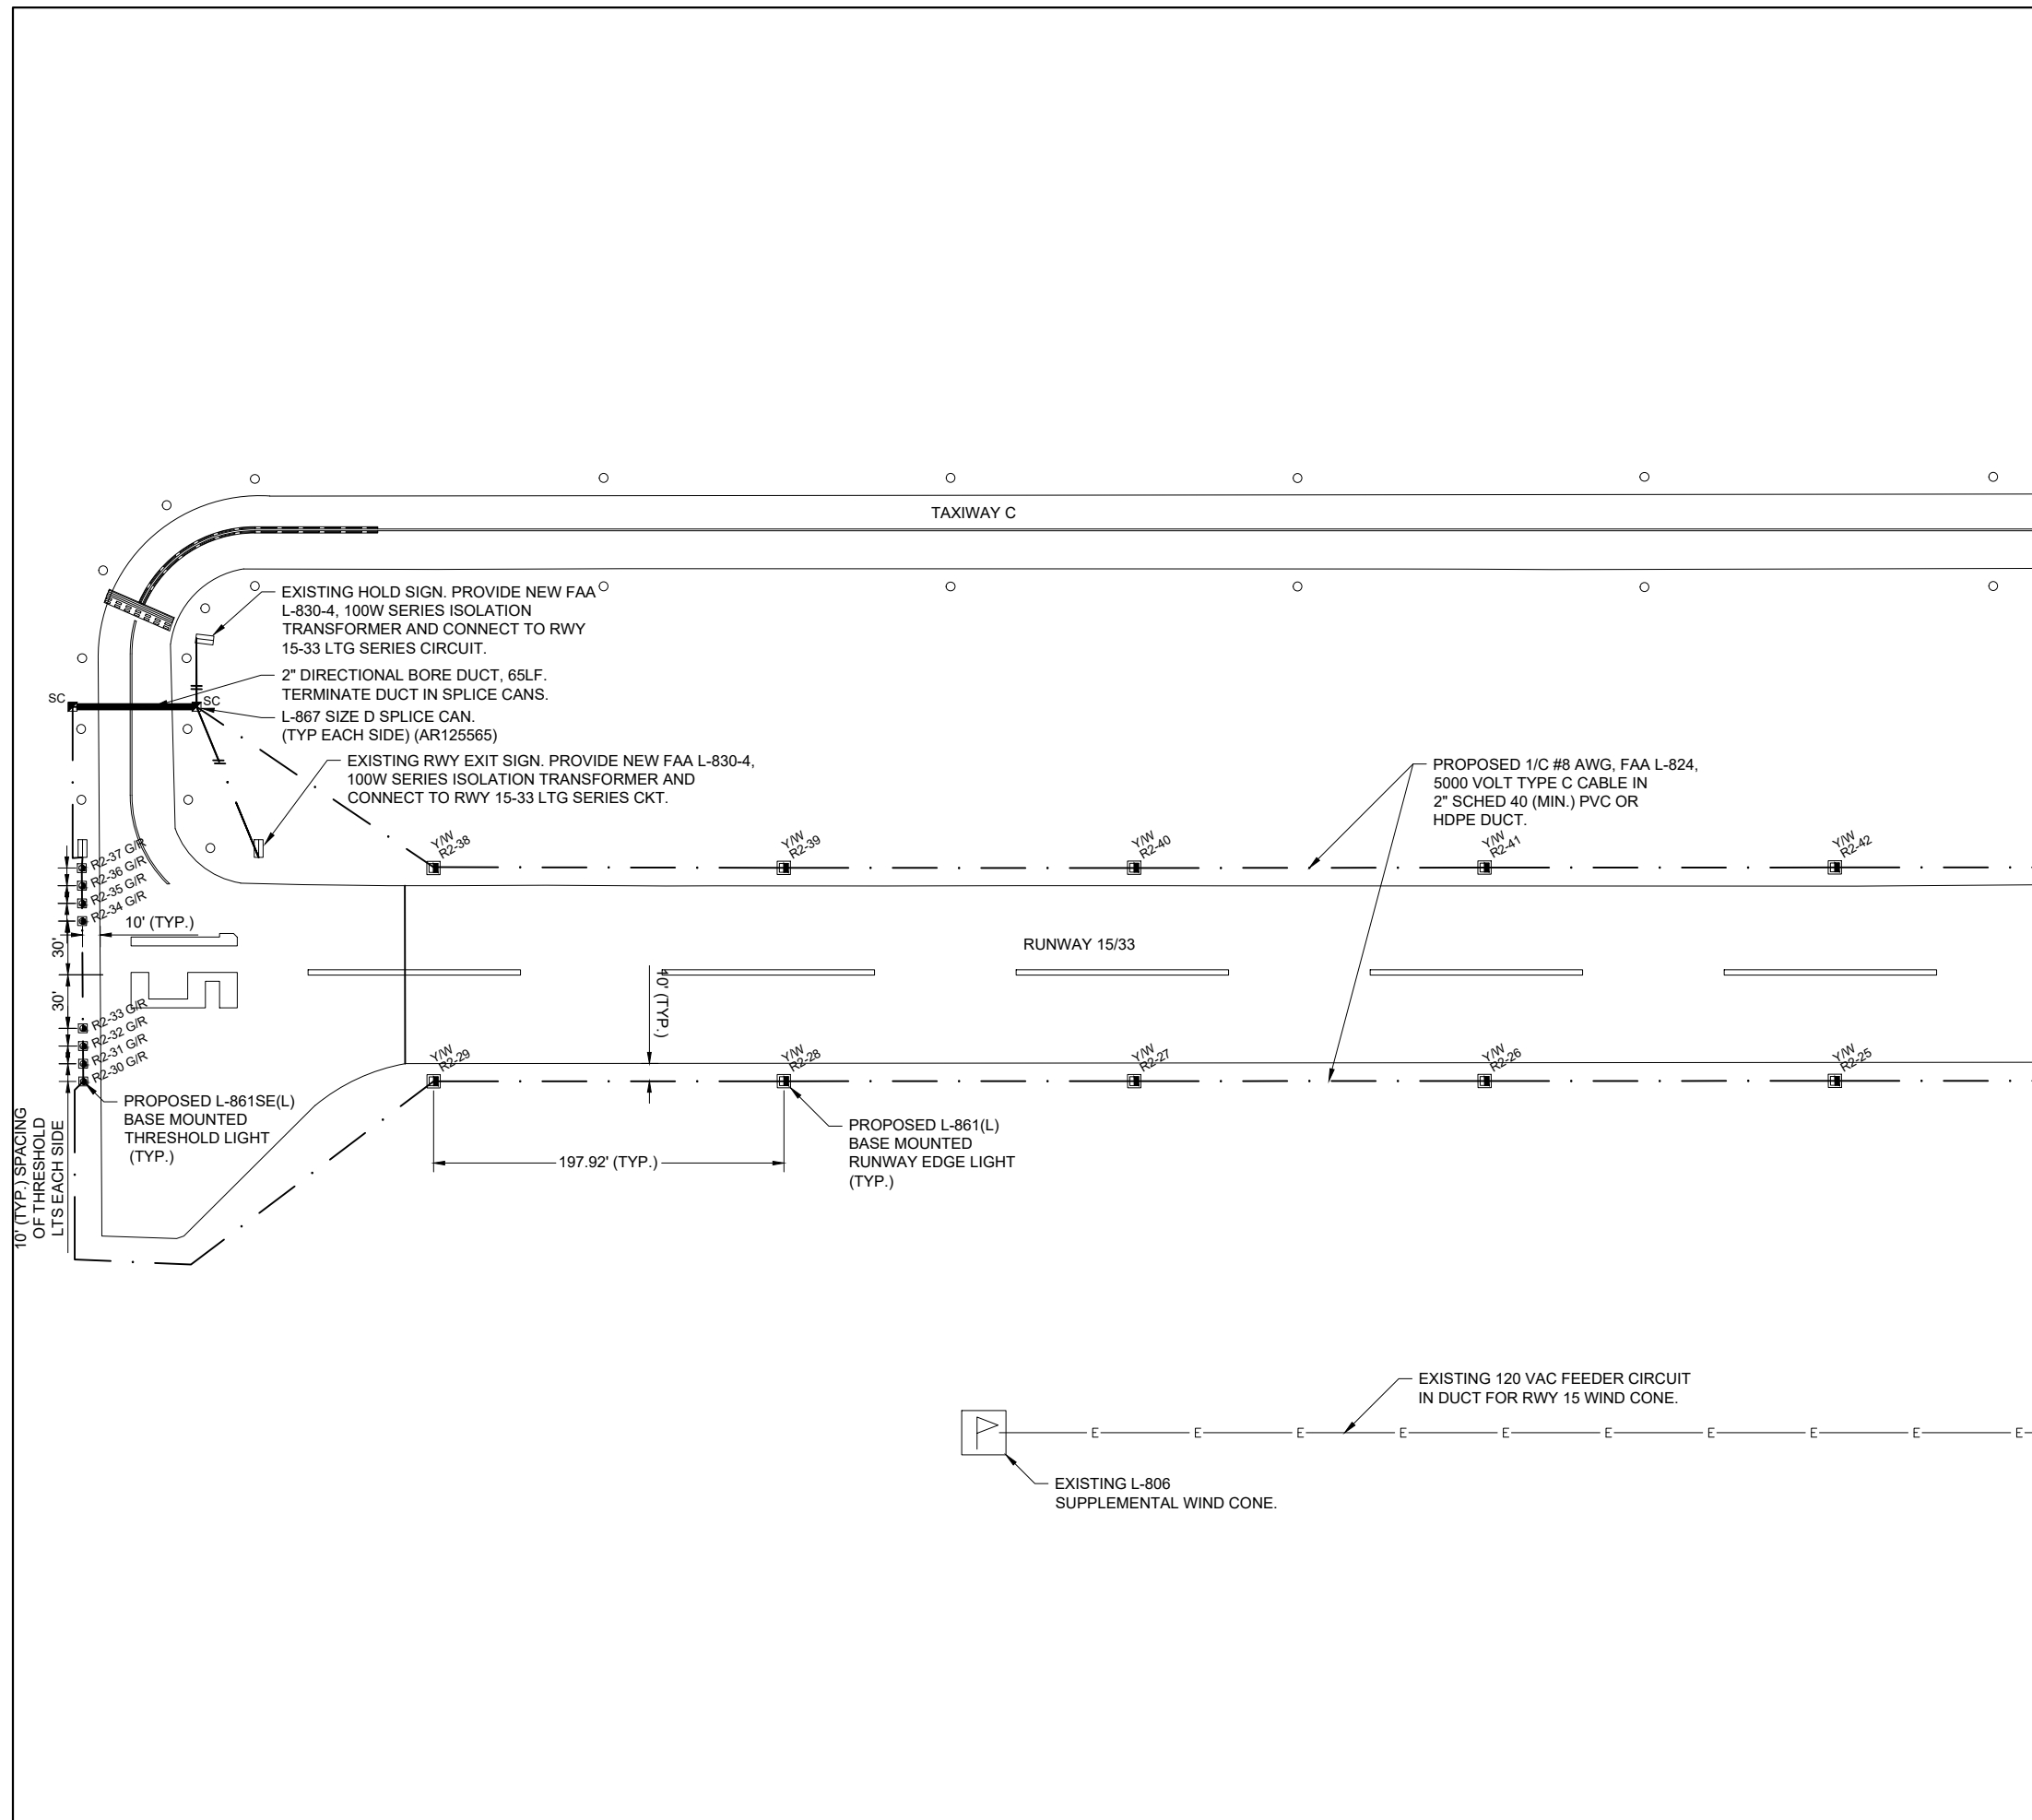 TAXIWAY C
EXISTING HOLD SIGN. PROVIDE NEW FAA
L-830-4, 100W SERIES ISOLATION
TRANSFORMER AND CONNECT TO RWY
15-33 LTG SERIES CIRCUIT.
2" DIRECTIONAL BORE DUCT, 65LF.
TERMINATE DUCT IN SPLICE CANS.
SC
SC
L-867 SIZE D SPLICE CAN.
(TYP EACH SIDE) (AR125565)
EXISTING RWY EXIT SIGN. PROVIDE NEW FAA L-830-4,
100W SERIES ISOLATION TRANSFORMER AND
CONNECT TO RWY 15-33 LTG SERIES CKT.
PROPOSED 1/C #8 AWG, FAA L-824,
5000 VOLT TYPE C CABLE IN
2" SCHED 40 (MIN.) PVC OR
HDPE DUCT.
Y/W
R2-38
Y/W
R2-39
Y/W
R2-40
Y/W
R2-41
Y/W
R2-42
R2-37 G/R
R2-36 G/R
R2-35 G/R
R2-34 G/R
10' (TYP.)
30'
RUNWAY 15/33
15
30'
10' (TYP.)
R2-33 G/R
R2-32 G/R
R2-31 G/R
R2-30 G/R
Y/W
R2-29
Y/W
R2-28
Y/W
R2-27
Y/W
R2-26
Y/W
R2-25
PROPOSED L-861SE(L)
BASE MOUNTED
THRESHOLD LIGHT
(TYP.)
10' (TYP.) SPACING
OF THRESHOLD
LTS EACH SIDE
197.92' (TYP.)
PROPOSED L-861(L)
BASE MOUNTED
RUNWAY EDGE LIGHT
(TYP.)
EXISTING 120 VAC FEEDER CIRCUIT
IN DUCT FOR RWY 15 WIND CONE.
E E E E E E E E E E
EXISTING L-806
SUPPLEMENTAL WIND CONE.